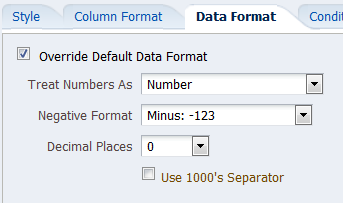 Style Column Format Data Format Condi
Override Default Data Format
Treat Numbers As Number
Negative Format Minus: -123
Decimal Places 0
Use 1000's Separator